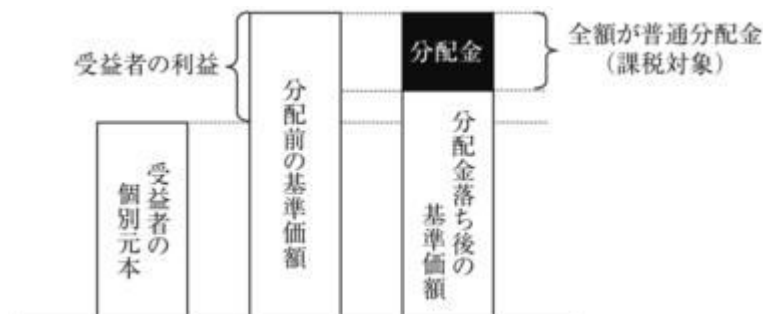 受益者の利益
受益者の
個別元本
分配前の基準価額
分配金
分配金落ち後の
基準価額
全額が普通分配金
（課税対象）